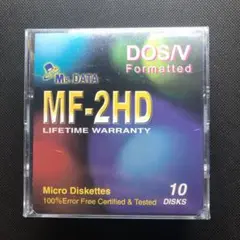 DOS/V
Formatted
Mr. DATA
MF-2HD
LIFETIME WARRANTY
Micro Diskettes
100% Error Free Certified & Tested
10
DISKS